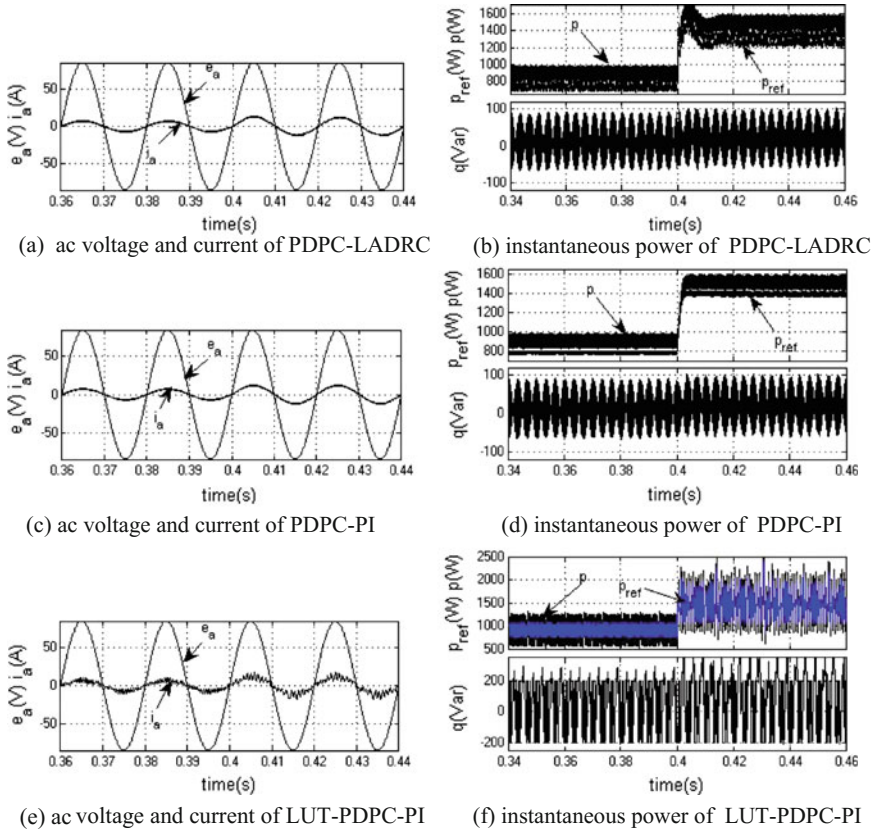 e_a(V) i_a(A)
50
0
-50
e_a
i_a
0.36 0.37 0.38 0.39 0.4 0.41 0.42 0.43 0.44
time(s)
(a) ac voltage and current of PDPC-LADRC
p_ref(W) p(W)
1600
1400
1200
1000
800
p
p_ref
q(Var)
100
0
-100
0.34 0.36 0.38 0.4 0.42 0.44 0.46
time(s)
(b) instantaneous power of PDPC-LADRC
e_a(V) i_a(A)
50
0
-50
e_a
i_a
0.36 0.37 0.38 0.39 0.4 0.41 0.42 0.43 0.44
time(s)
(c) ac voltage and current of PDPC-PI
p_ref(W) p(W)
1600
1400
1200
1000
800
p
p_ref
q(Var)
100
0
-100
0.34 0.36 0.38 0.4 0.42 0.44 0.46
time(s)
(d) instantaneous power of PDPC-PI
e_a(V) i_a(A)
50
0
-50
e_a
i_a
0.36 0.37 0.38 0.39 0.4 0.41 0.42 0.43 0.44
time(s)
(e) ac voltage and current of LUT-PDPC-PI
p_ref(W) p(W)
2500
2000
1500
1000
500
p
p_ref
q(Var)
200
0
-200
0.34 0.36 0.38 0.4 0.42 0.44 0.46
time(s)
(f) instantaneous power of LUT-PDPC-PI